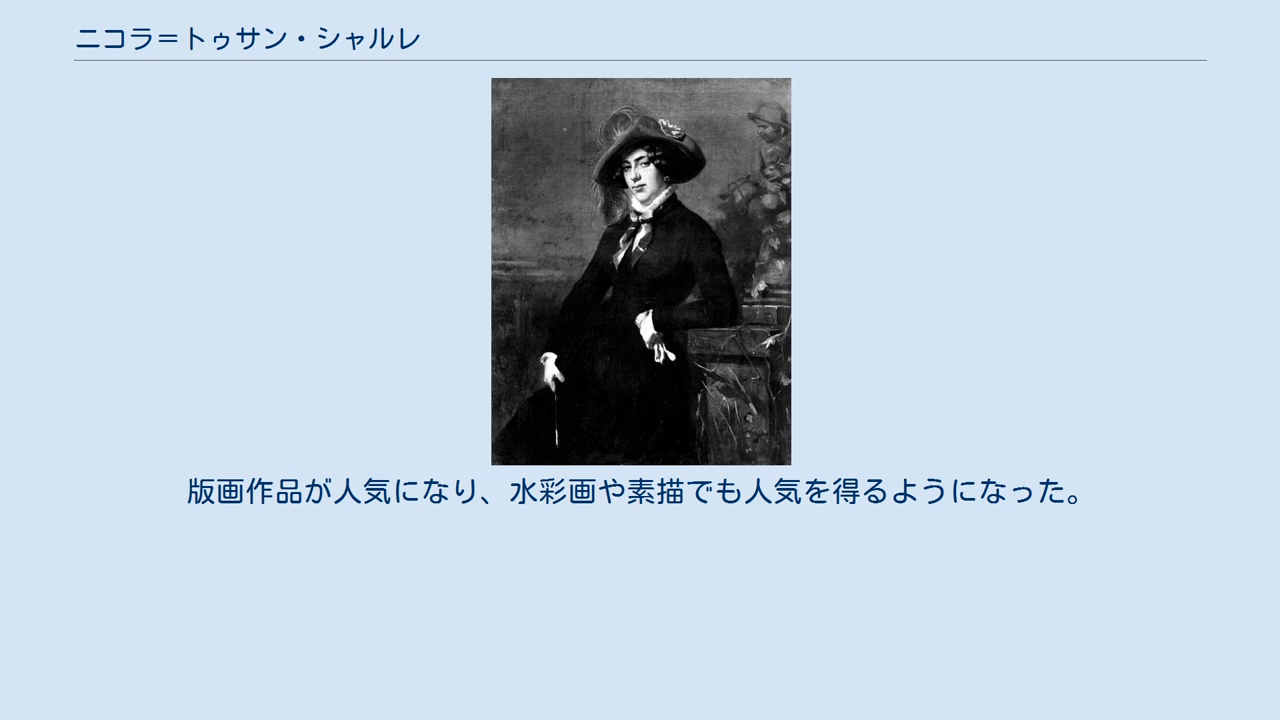 ニコラ＝トゥサン・シャルレ
版画作品が人気になり、水彩画や素描でも人気を得るようになった。